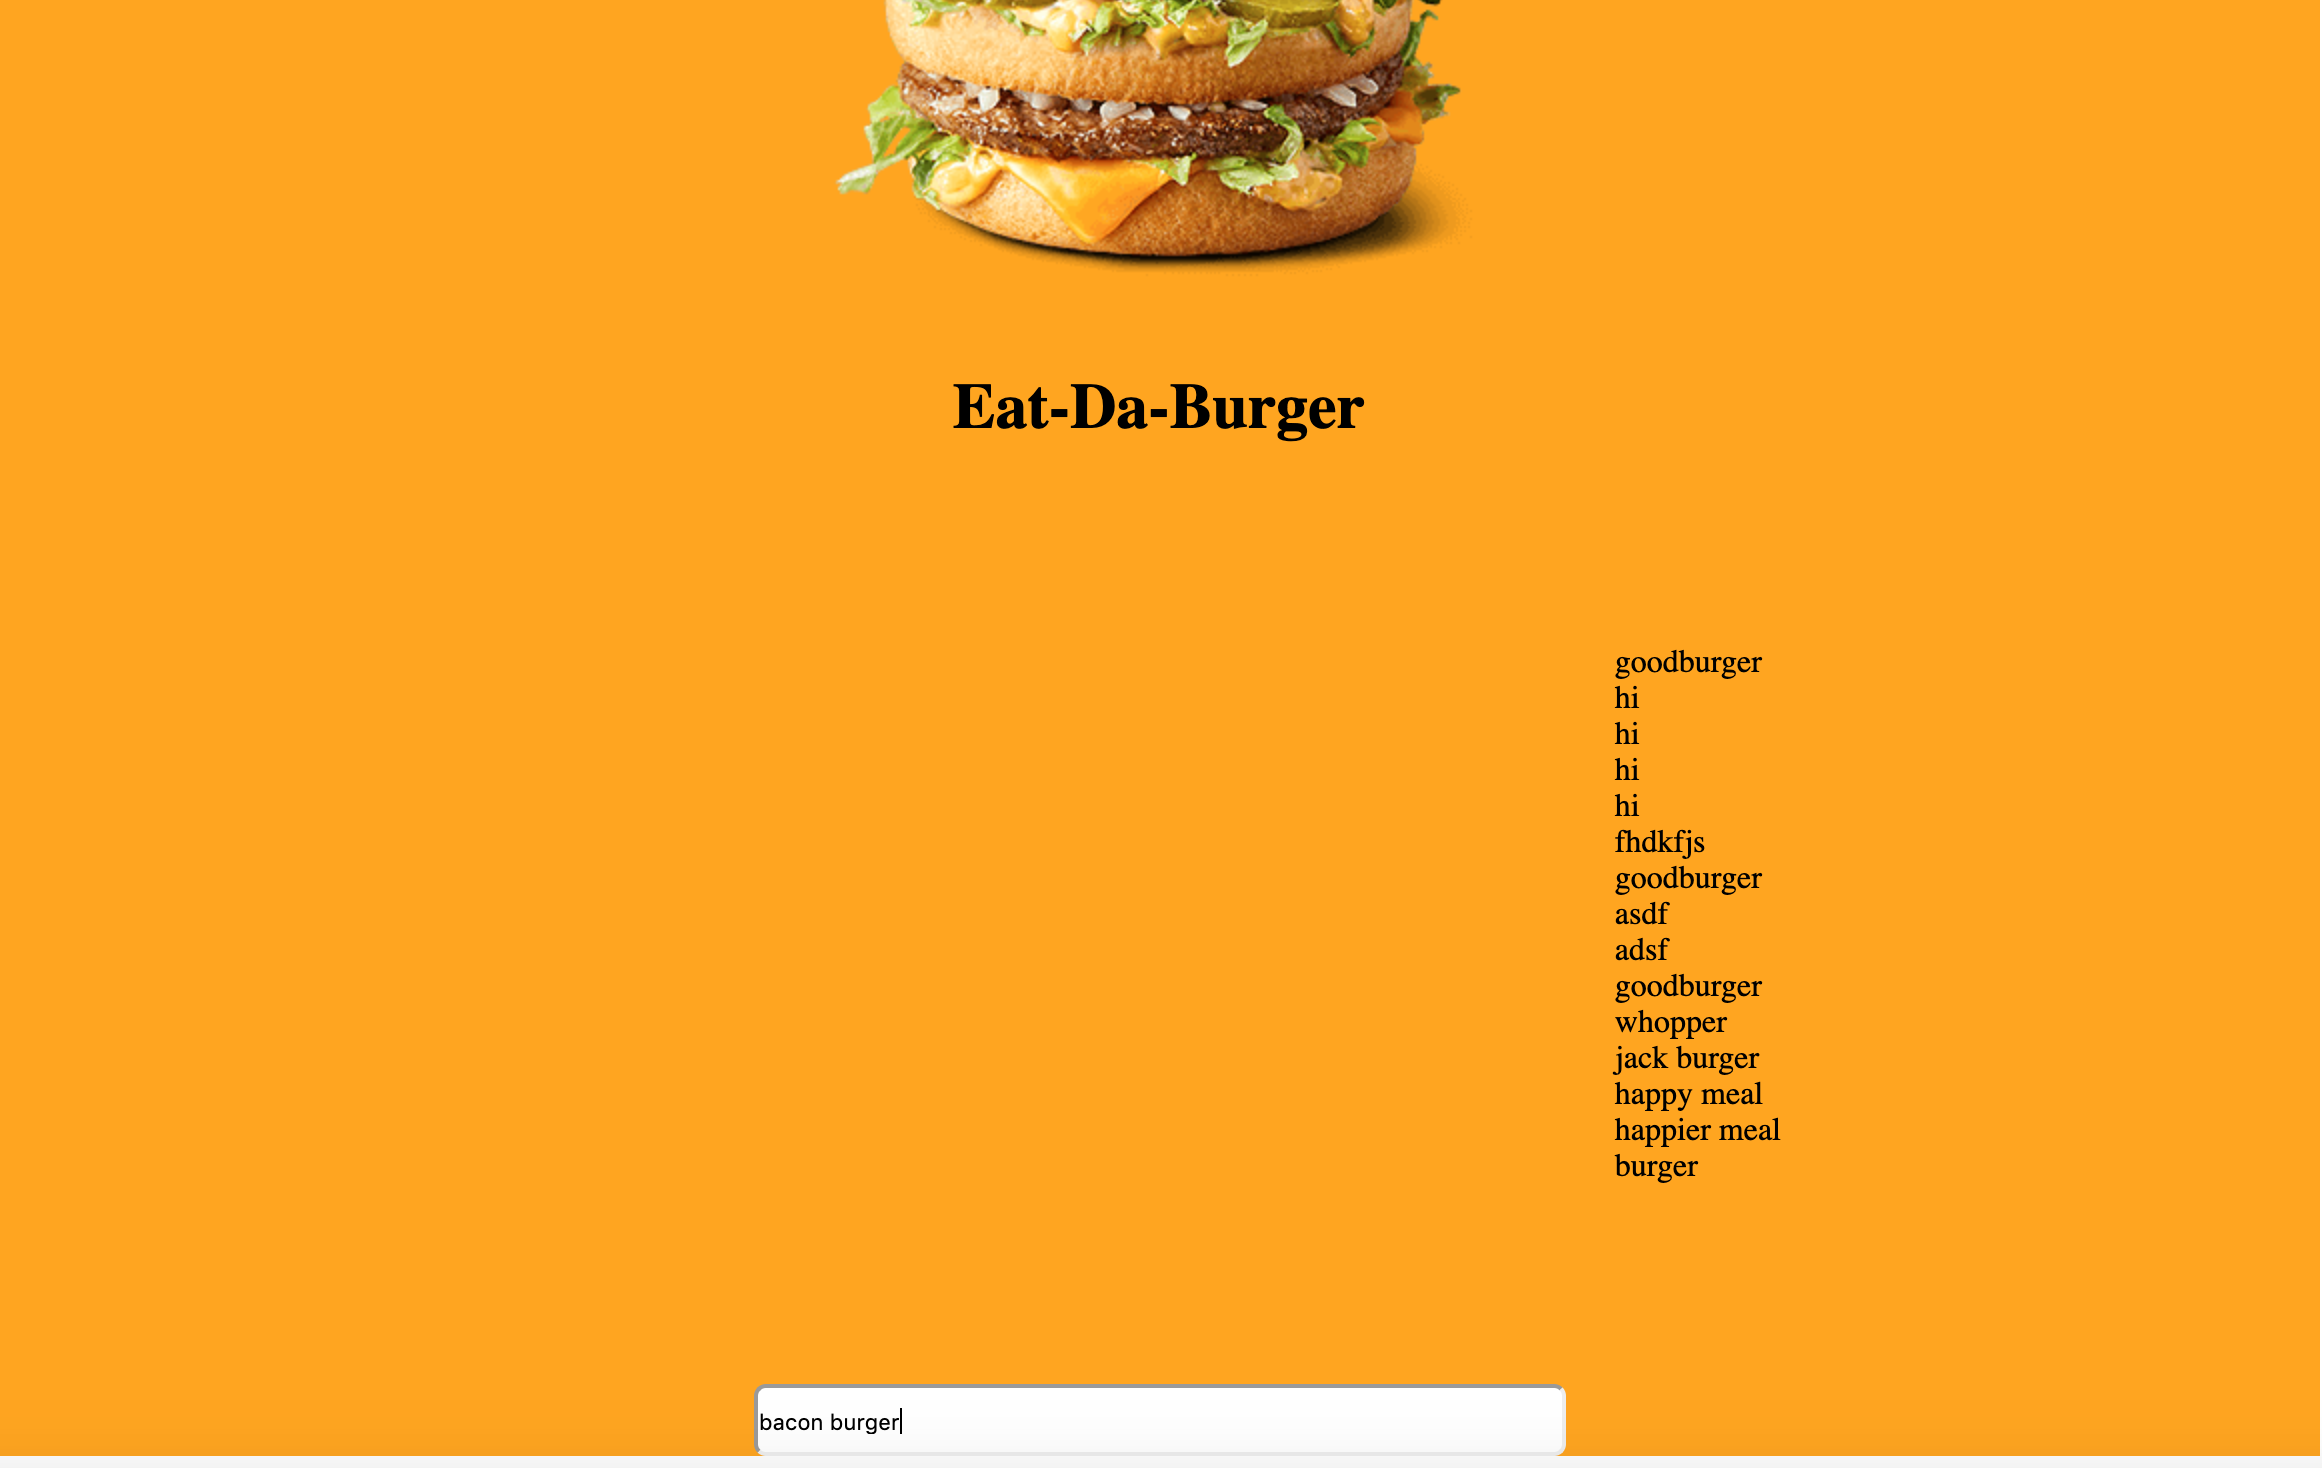 Eat-Da-Burger
goodburger
hi
hi
hi
hi
fhdkfjs
goodburger
asdf
adsf
goodburger
whopper
jack burger
happy meal
happier meal
burger
bacon burger